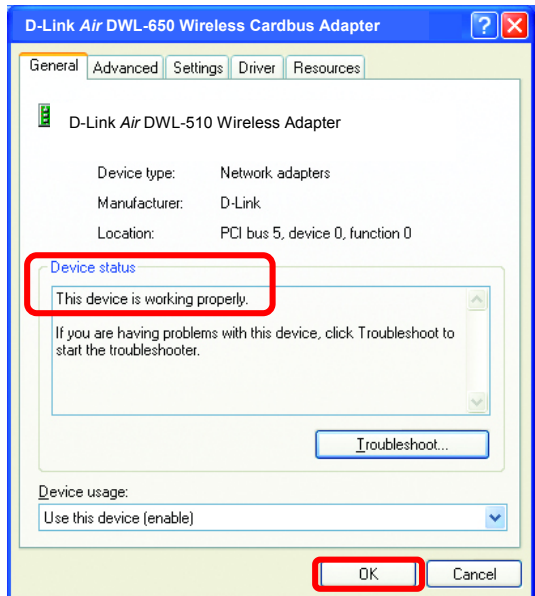 D-Link Air DWL-650 Wireless Cardbus Adapter
General Advanced Settings Driver Resources
D-Link Air DWL-510 Wireless Adapter
Device type: Network adapters
Manufacturer: D-Link
Location: PCI bus 5, device 0, function 0
Device status
This device is working properly.
If you are having problems with this device, click Troubleshoot to
start the troubleshooter.
Troubleshoot...
Device usage:
Use this device (enable)
OK Cancel